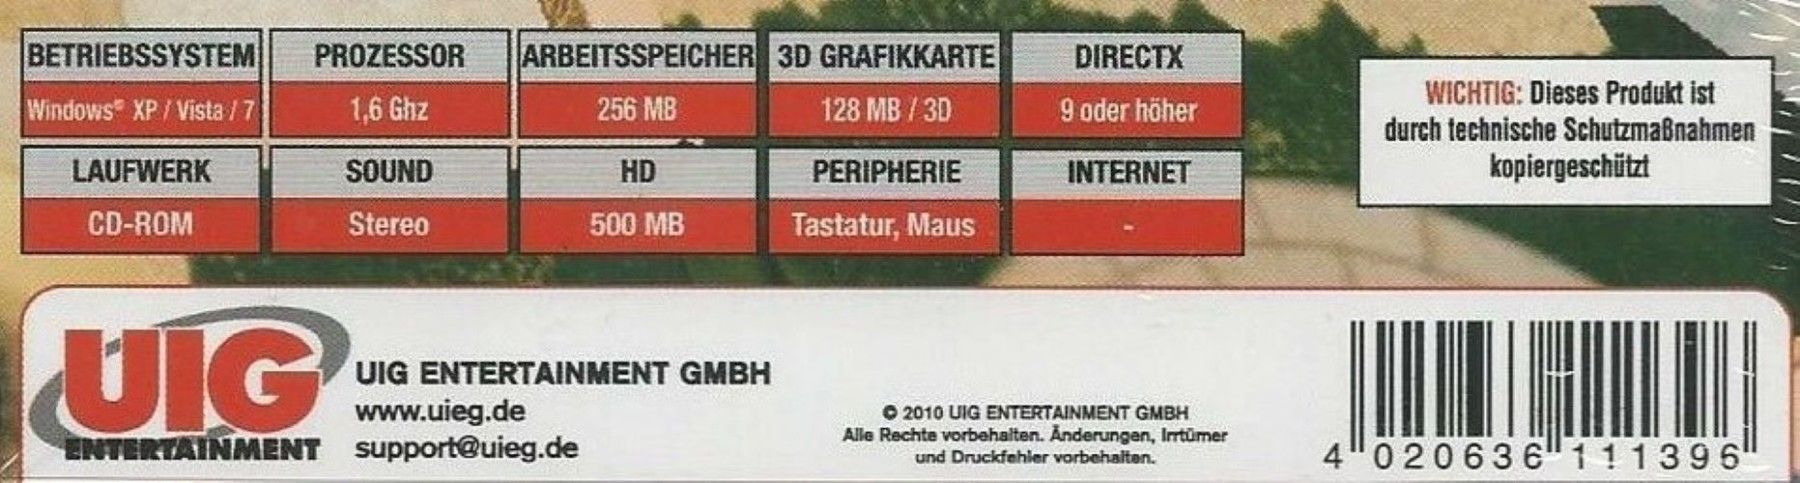 BETRIEBSSYSTEM PROZESSOR ARBEITSSPEICHER 3D GRAFIKKARTE DIRECTX
Windows® XP / Vista / 7 1,6 Ghz 256 MB 128 MB / 3D 9 oder höher
LAUFWERK SOUND HD PERIPHERIE INTERNET
CD-ROM Stereo 500 MB Tastatur, Maus -
WICHTIG: Dieses Produkt ist
durch technische Schutzmaßnahmen
kopiergeschützt
UIG
ENTERTAINMENT
UIG ENTERTAINMENT GMBH
www.uieg.de
support@uieg.de
© 2010 UIG ENTERTAINMENT GMBH
Alle Rechte vorbehalten. Änderungen, Irrtümer
und Druckfehler vorbehalten.
4 020636 111396